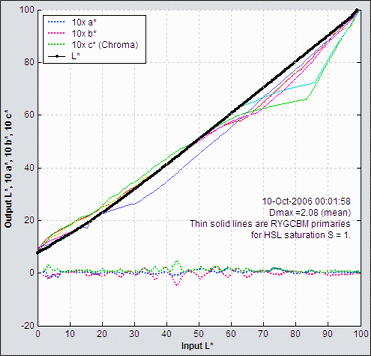 10x a*
10x b*
10x c* (Chroma)
L*
100
80
60
40
20
0
-20
Output L*, 10 a*, 10 b*, 10 c*
10-Oct-2006 00:01:58
Dmax =2.08 (mean)
Thin solid lines are RYGCBM primaries
for HSL saturation S = 1.
0 10 20 30 40 50 60 70 80 90 100
Input L*